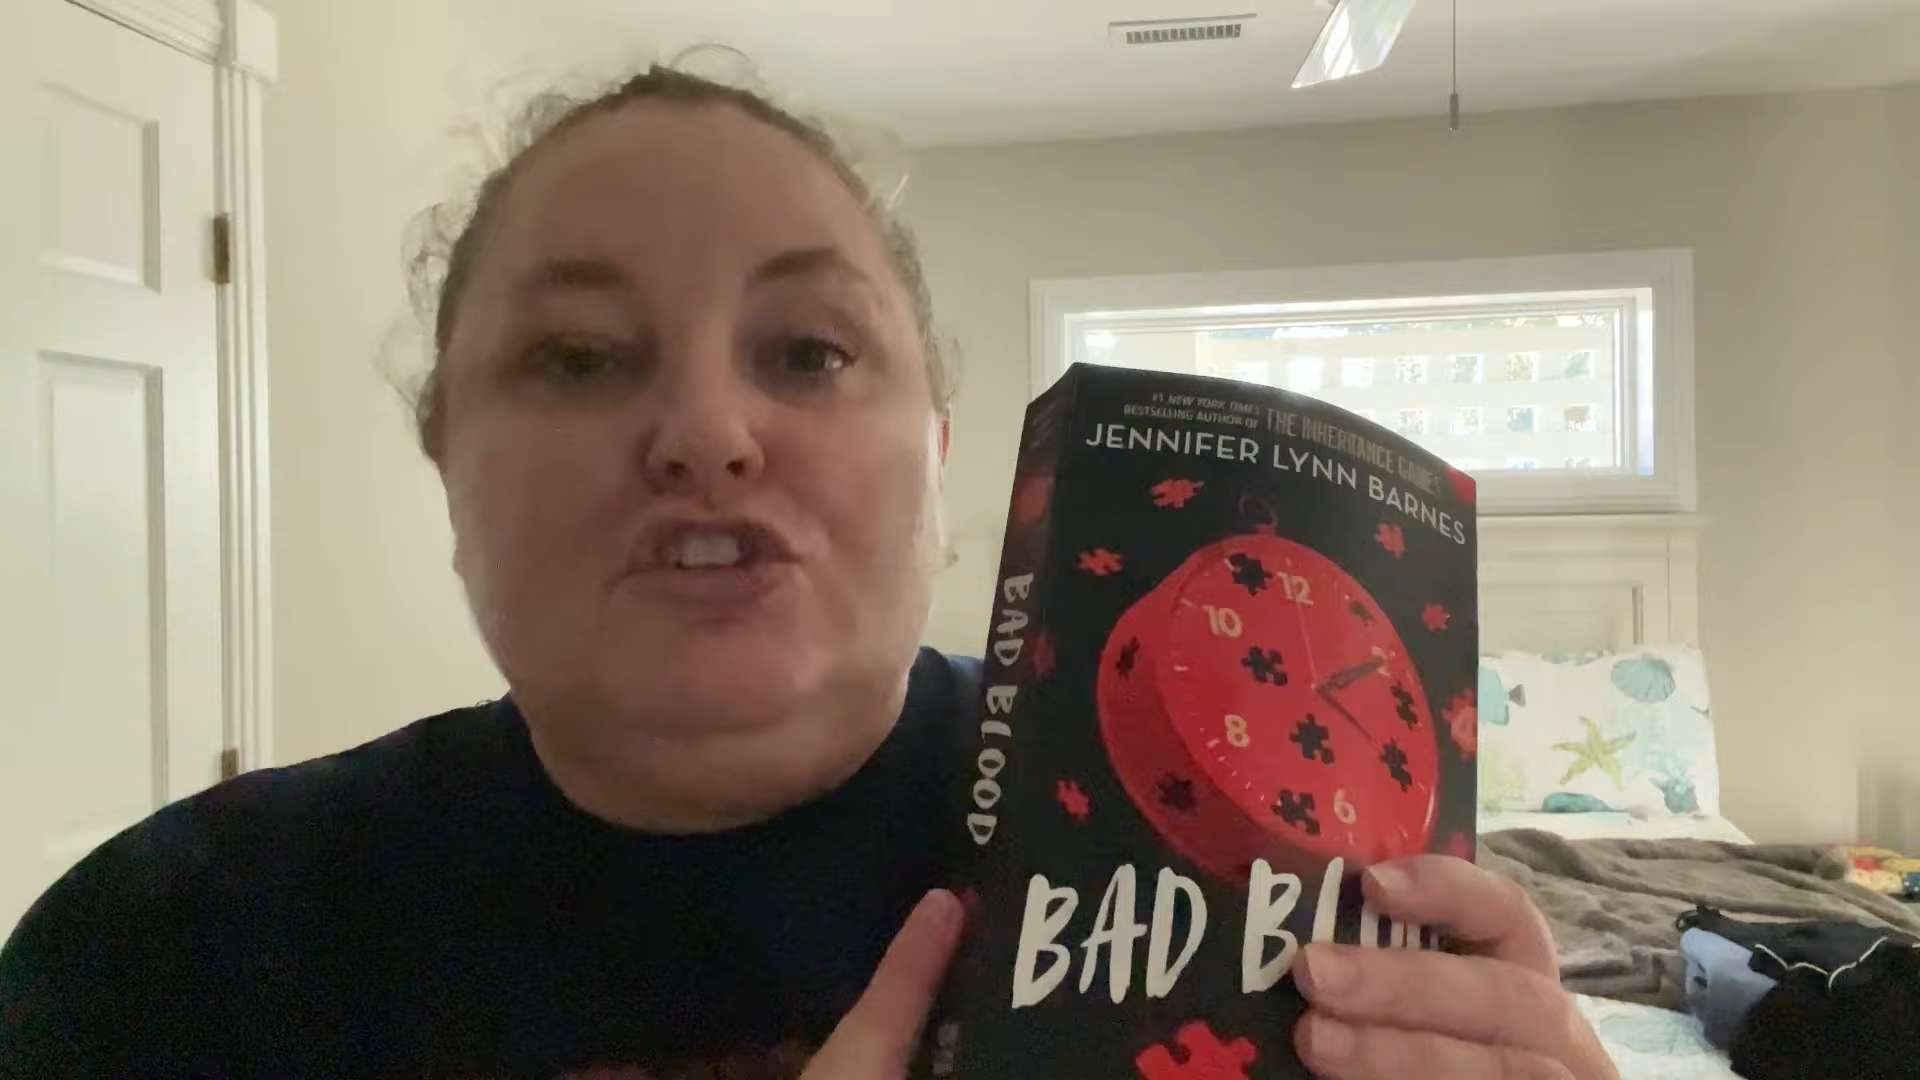 #1 NEW YORK TIMES
BESTSELLING AUTHOR OF THE INHERITANCE GAMES
JENNIFER LYNN BARNES
12
10
2
8
6
BAD BLOOD
BAD BLOO